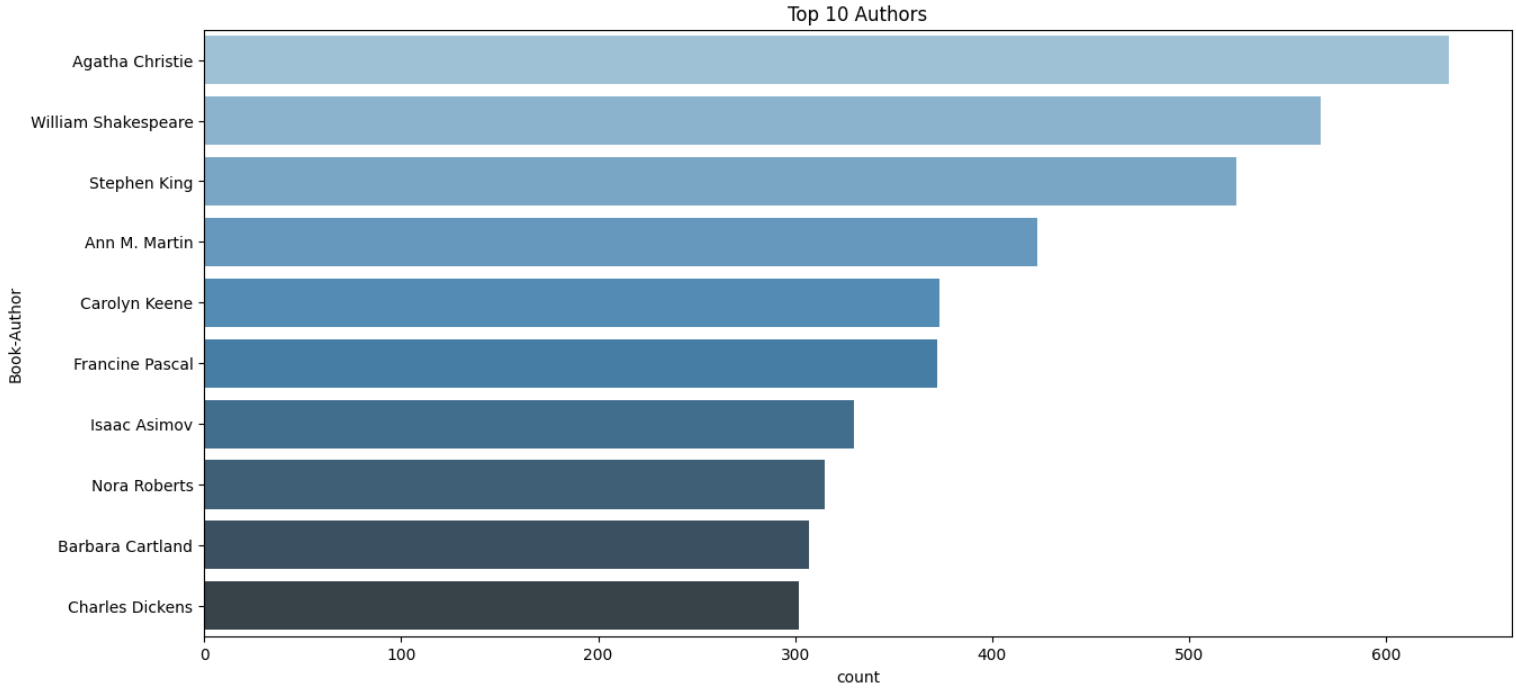 Top 10 Authors
Agatha Christie
William Shakespeare
Stephen King
Ann M. Martin
Carolyn Keene
Francine Pascal
Isaac Asimov
Nora Roberts
Barbara Cartland
Charles Dickens
Book-Author
0 100 200 300 400 500 600
count